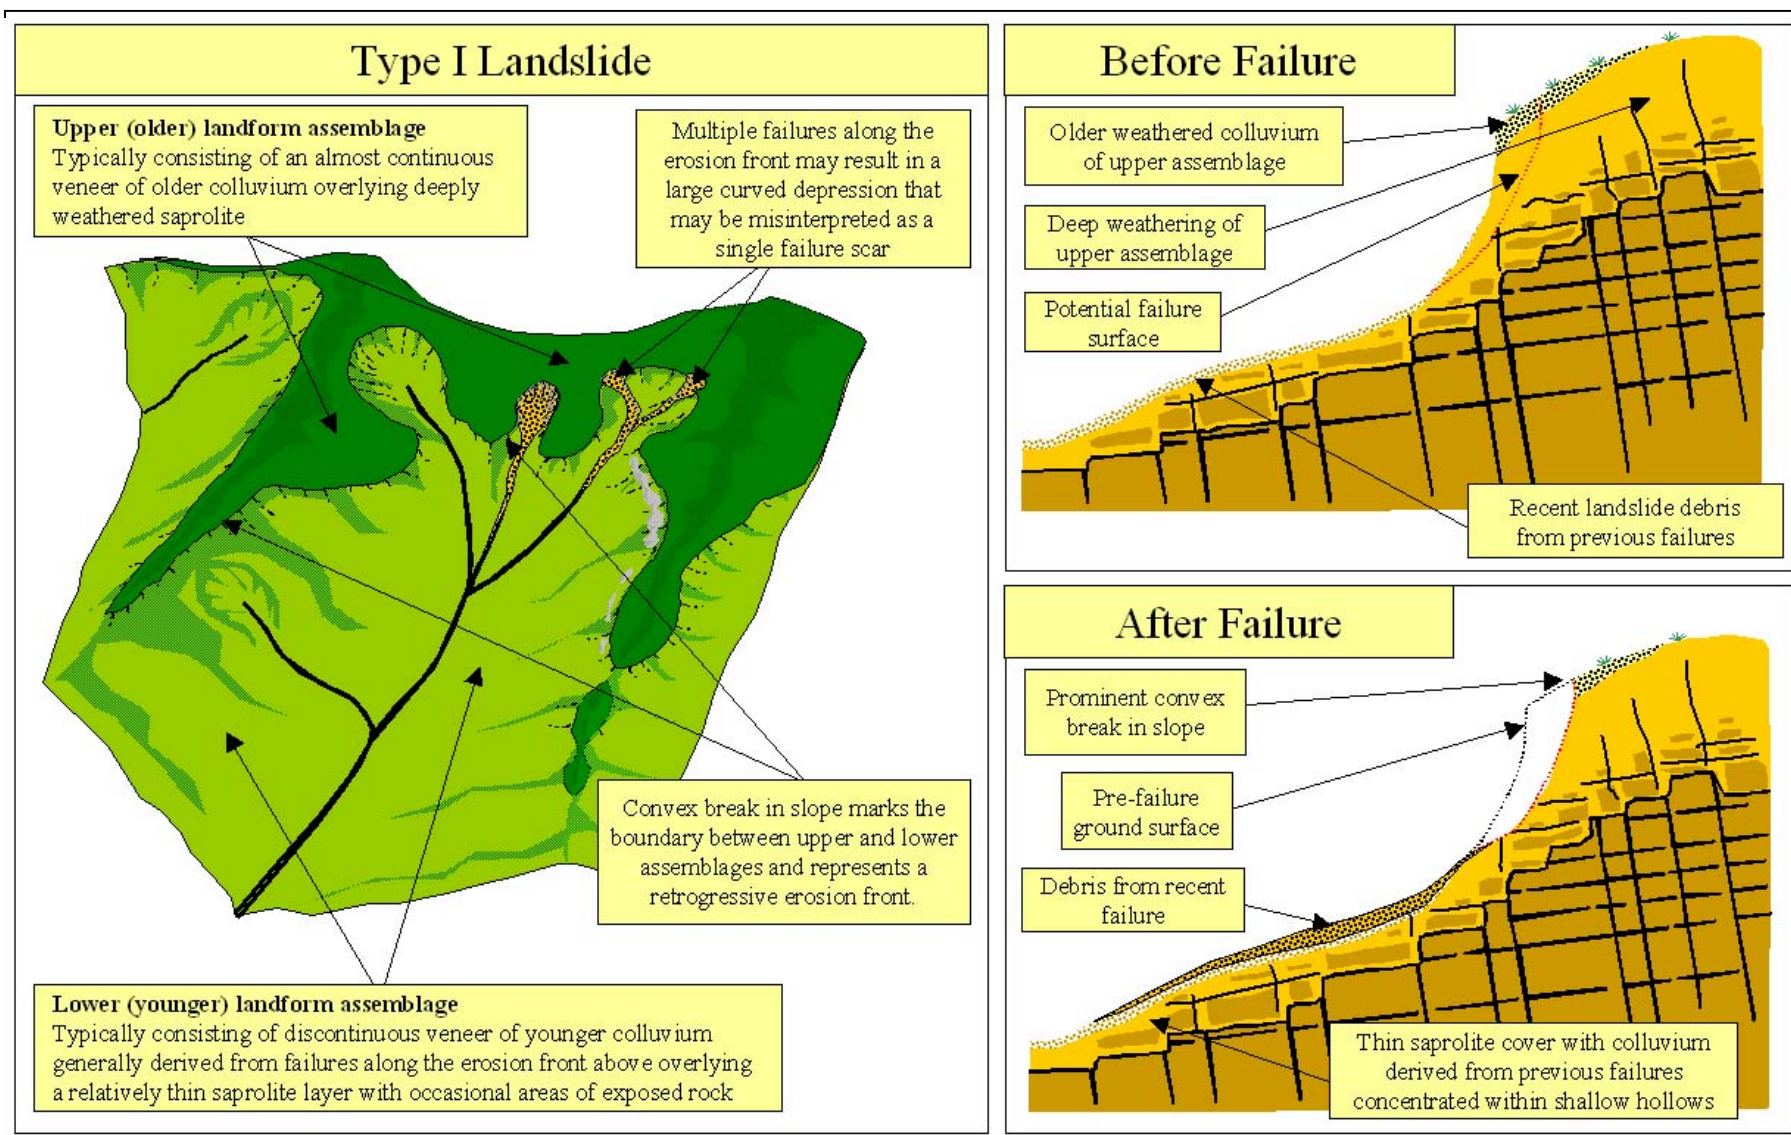 Type I Landslide
Upper (older) landform assemblage
Typically consisting of an almost continuous
veneer of older colluvium overlying deeply
weathered saprolite
Multiple failures along the
erosion front may result in a
large curved depression that
may be misinterpreted as a
single failure scar
Convex break in slope marks the
boundary between upper and lower
assemblages and represents a
retrogressive erosion front.
Lower (younger) landform assemblage
Typically consisting of discontinuous veneer of younger colluvium
generally derived from failures along the erosion front above overlying
a relatively thin saprolite layer with occasional areas of exposed rock
Before Failure
Older weathered colluvium
of upper assemblage
Deep weathering of
upper assemblage
Potential failure
surface
Recent landslide debris
from previous failures
After Failure
Prominent convex
break in slope
Pre-failure
ground surface
Debris from recent
failure
Thin saprolite cover with colluvium
derived from previous failures
concentrated within shallow hollows